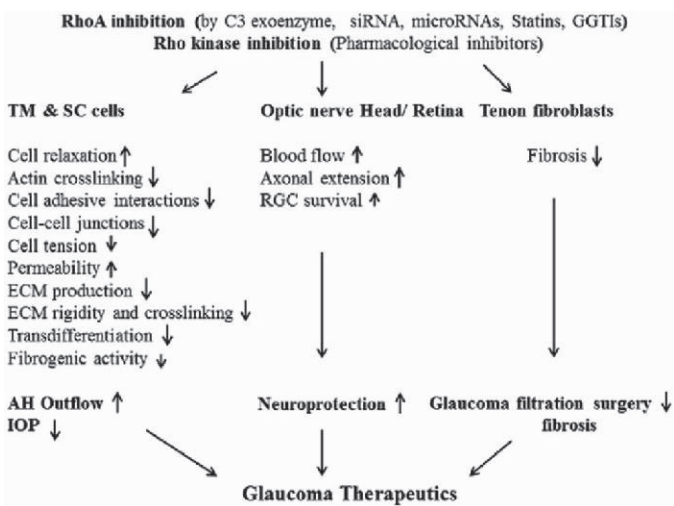 RhoA inhibition (by C3 exoenzyme, siRNA, microRNAs, Statins, GGTIs)
Rho kinase inhibition (Pharmacological inhibitors)
TM & SC cells
Cell relaxation ↑
Actin crosslinking ↓
Cell adhesive interactions ↓
Cell-cell junctions ↓
Cell tension ↓
Permeability ↑
ECM production ↓
ECM rigidity and crosslinking ↓
Transdifferentiation ↓
Fibrogenic activity ↓
AH Outflow ↑
IOP ↓
Optic nerve Head/ Retina
Blood flow ↑
Axonal extension ↑
RGC survival ↑
Neuroprotection ↑
Tenon fibroblasts
Fibrosis ↓
Glaucoma filtration surgery ↓
fibrosis
Glaucoma Therapeutics